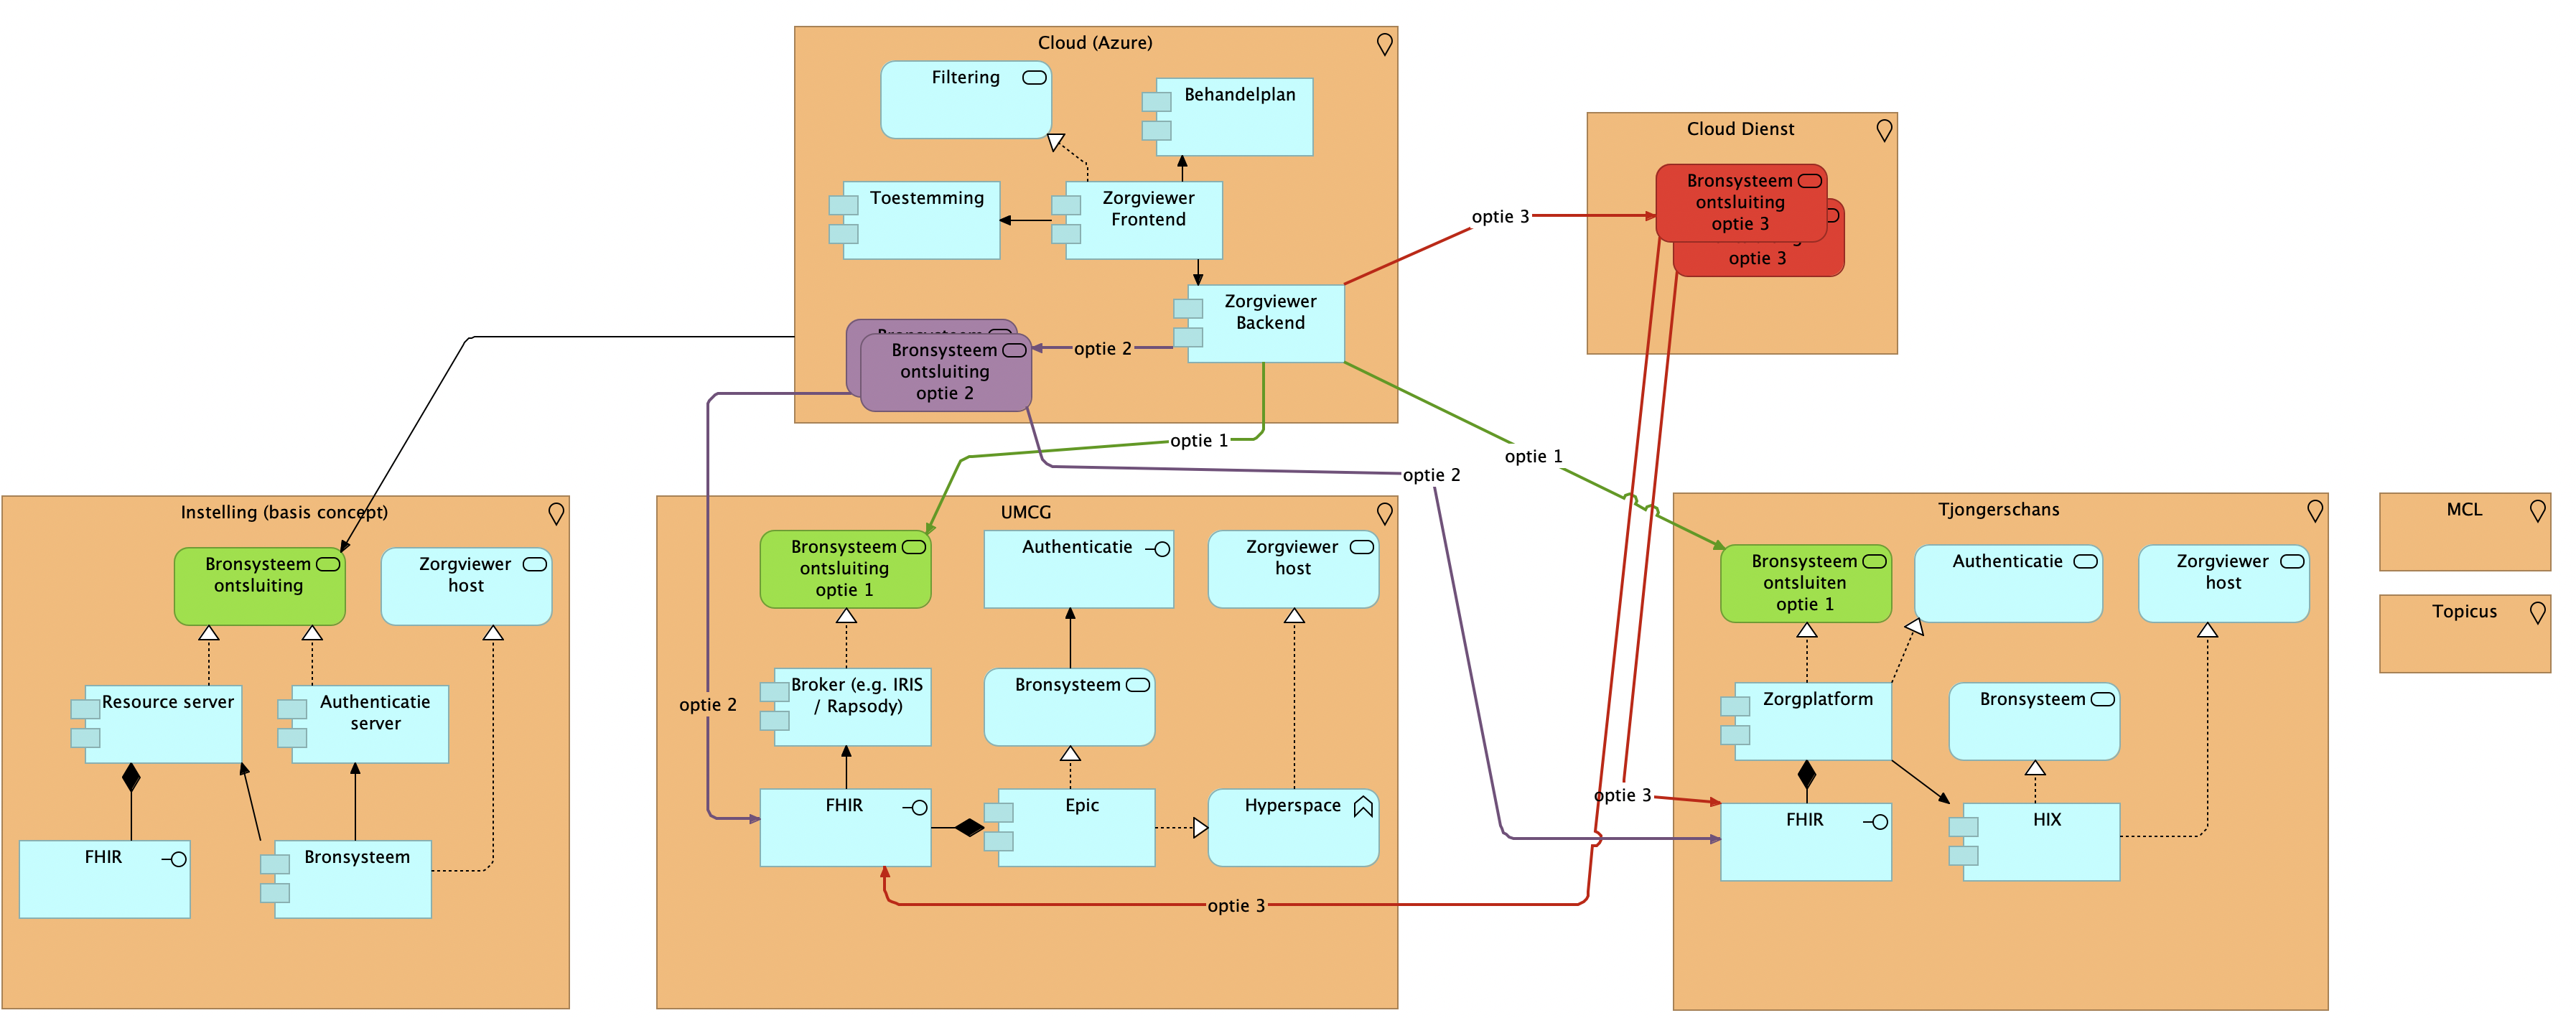 Cloud (Azure)
Filtering
Behandelplan
Toestemming
Zorgviewer
Frontend
Zorgviewer
Backend
Bronsysteem
Bronsysteem
ontsluiting
optie 2
optie 2
optie 3
Cloud Dienst
Bronsysteem
ontsluiting
optie 3
optie 3
optie 1
optie 2
optie 1
Instelling (basis concept)
Bronsysteem
ontsluiting
Zorgviewer
host
Resource server
Authenticatie
server
FHIR
Bronsysteem
optie 2
UMCG
Bronsysteem
ontsluiting
optie 1
Authenticatie
Zorgviewer
host
Broker (e.g. IRIS
/ Rapsody)
Bronsysteem
FHIR
Epic
Hyperspace
optie 3
optie 3
Tjongerschans
Bronsysteem
ontsluiten
optie 1
Authenticatie
Zorgviewer
host
Zorgplatform
Bronsysteem
FHIR
HIX
MCL
Topicus